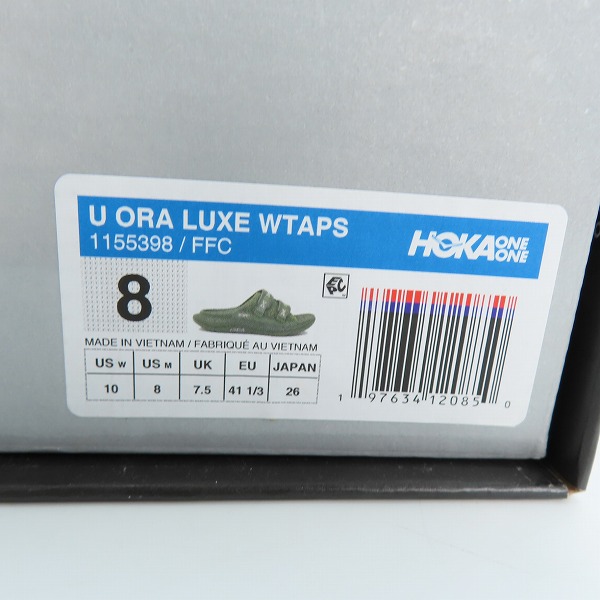 U ORA LUXE WTAPS
1155398 / FFC
HOKA ONE ONE
8
MADE IN VIETNAM / FABRIQUÉ AU VIETNAM
US W US M UK EU JAPAN
10 8 7.5 41 1/3 26
1 97634 12085 0